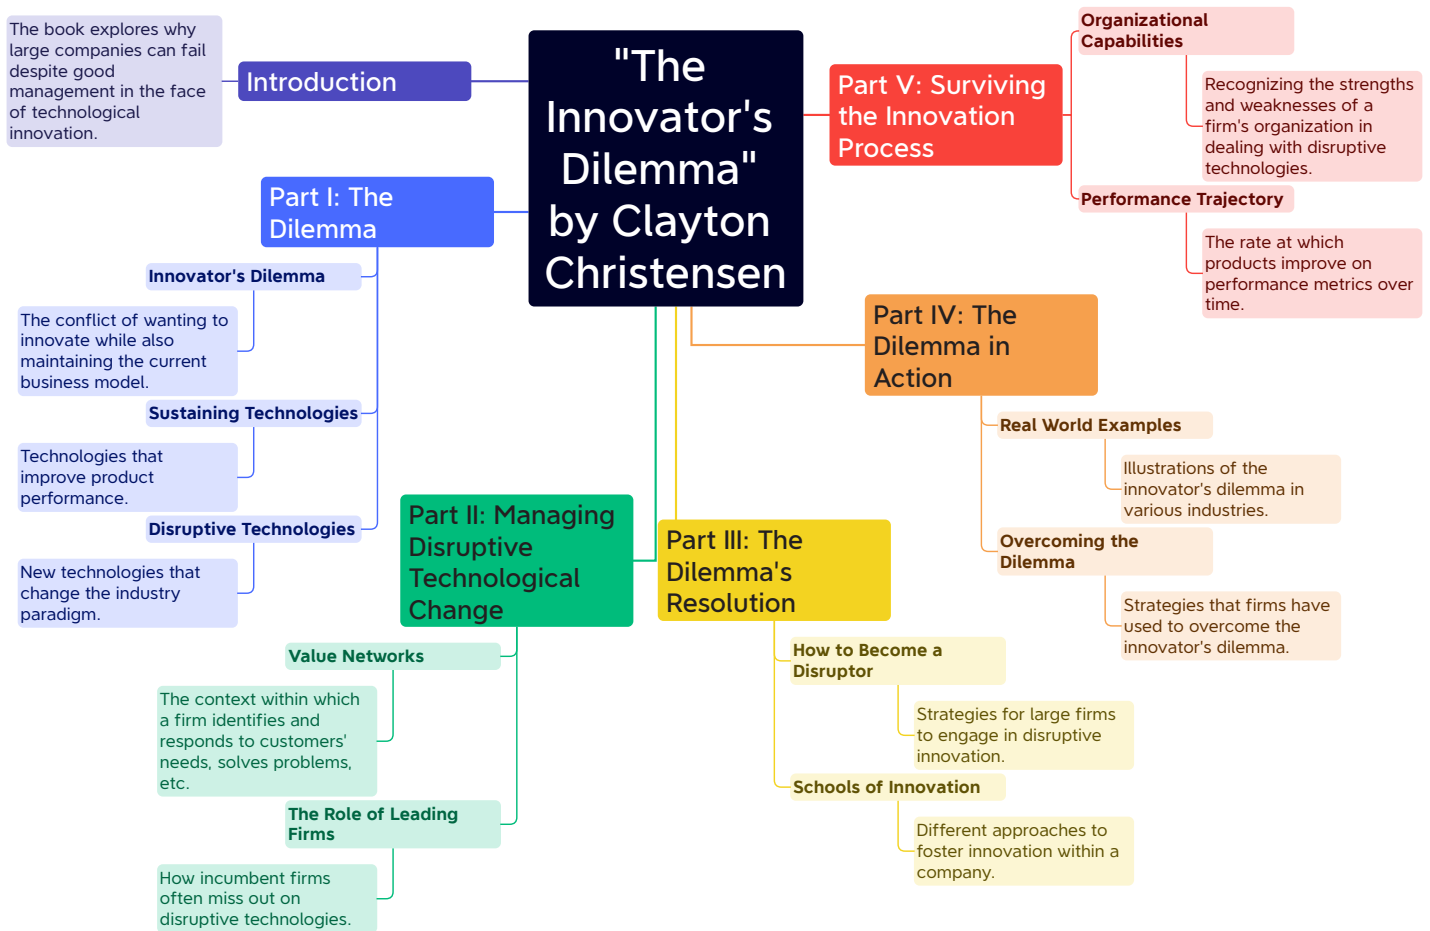 "The
Innovator's
Dilemma"
by Clayton
Christensen
Introduction
The book explores why
large companies can fail
despite good
management in the face
of technological
innovation.
Part I: The
Dilemma
Innovator's Dilemma
The conflict of wanting to
innovate while also
maintaining the current
business model.
Sustaining Technologies
Technologies that
improve product
performance.
Disruptive Technologies
New technologies that
change the industry
paradigm.
Part II: Managing
Disruptive
Technological
Change
Value Networks
The context within which
a firm identifies and
responds to customers'
needs, solves problems,
etc.
The Role of Leading
Firms
How incumbent firms
often miss out on
disruptive technologies.
Part III: The
Dilemma's
Resolution
How to Become a
Disruptor
Strategies for large firms
to engage in disruptive
innovation.
Schools of Innovation
Different approaches to
foster innovation within a
company.
Part IV: The
Dilemma in
Action
Real World Examples
Illustrations of the
innovator's dilemma in
various industries.
Overcoming the
Dilemma
Strategies that firms have
used to overcome the
innovator's dilemma.
Part V: Surviving
the Innovation
Process
Organizational
Capabilities
Recognizing the strengths
and weaknesses of a
firm's organization in
dealing with disruptive
technologies.
Performance Trajectory
The rate at which
products improve on
performance metrics over
time.